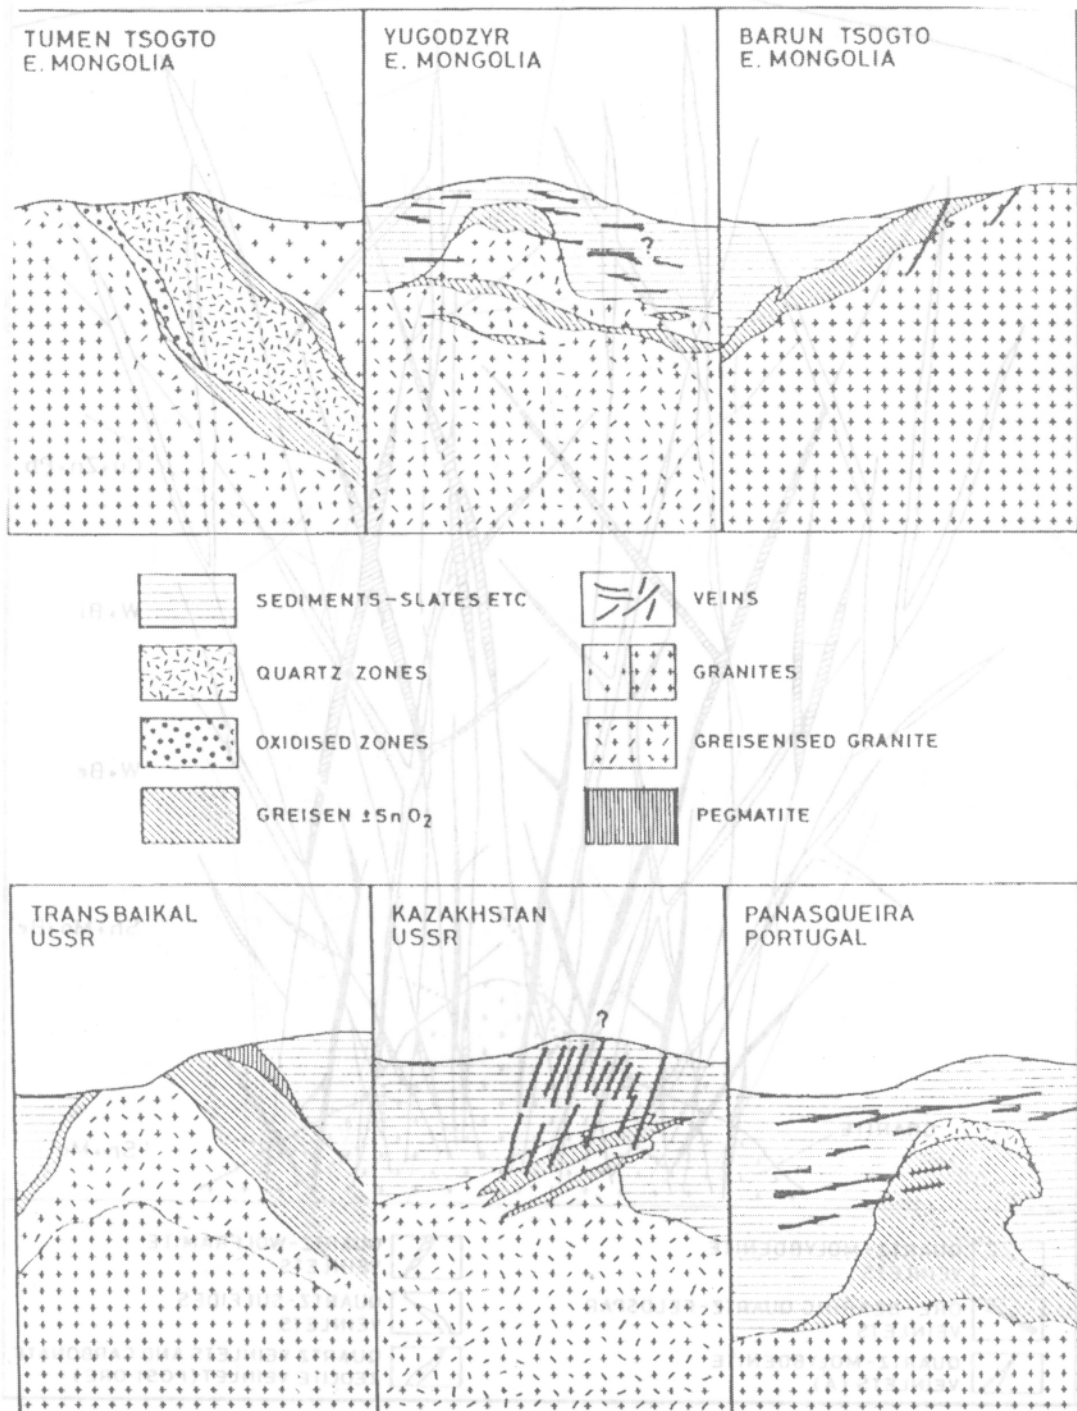 TUMEN TSOGTO
E. MONGOLIA
YUGODZYR
E. MONGOLIA
BARUN TSOGTO
E. MONGOLIA
?
SEDIMENTS-SLATES ETC
VEINS
QUARTZ ZONES
GRANITES
OXIDISED ZONES
GREISENISED GRANITE
GREISEN ±SnO2
PEGMATITE
TRANSBAIKAL
USSR
KAZAKHSTAN
USSR
PANASQUEIRA
PORTUGAL
?